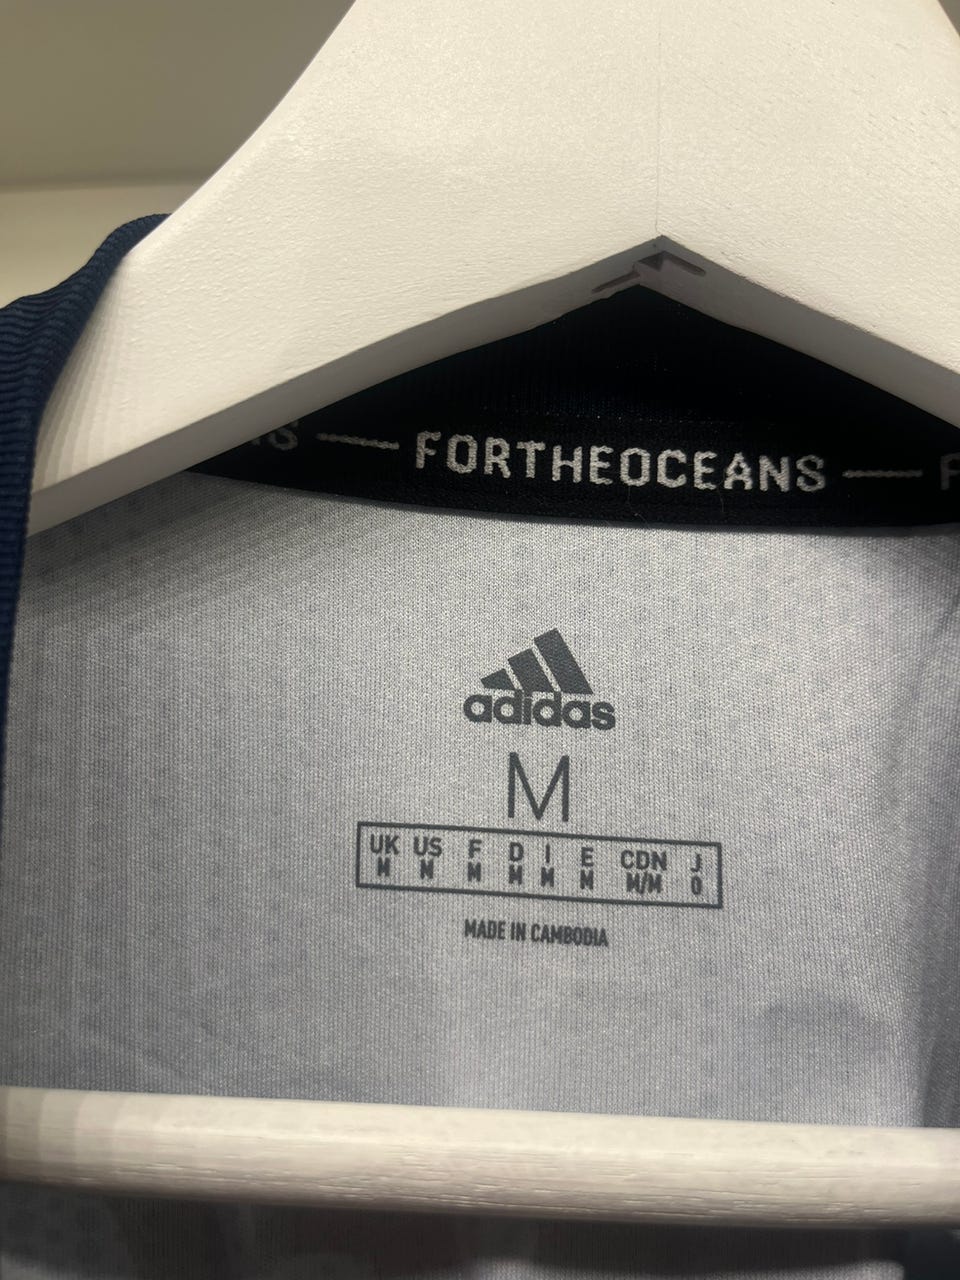 S — FORTHEOCEANS — F
adidas
M
UK US F D I E CDN J
M M M M M M M/M O
MADE IN CAMBODIA